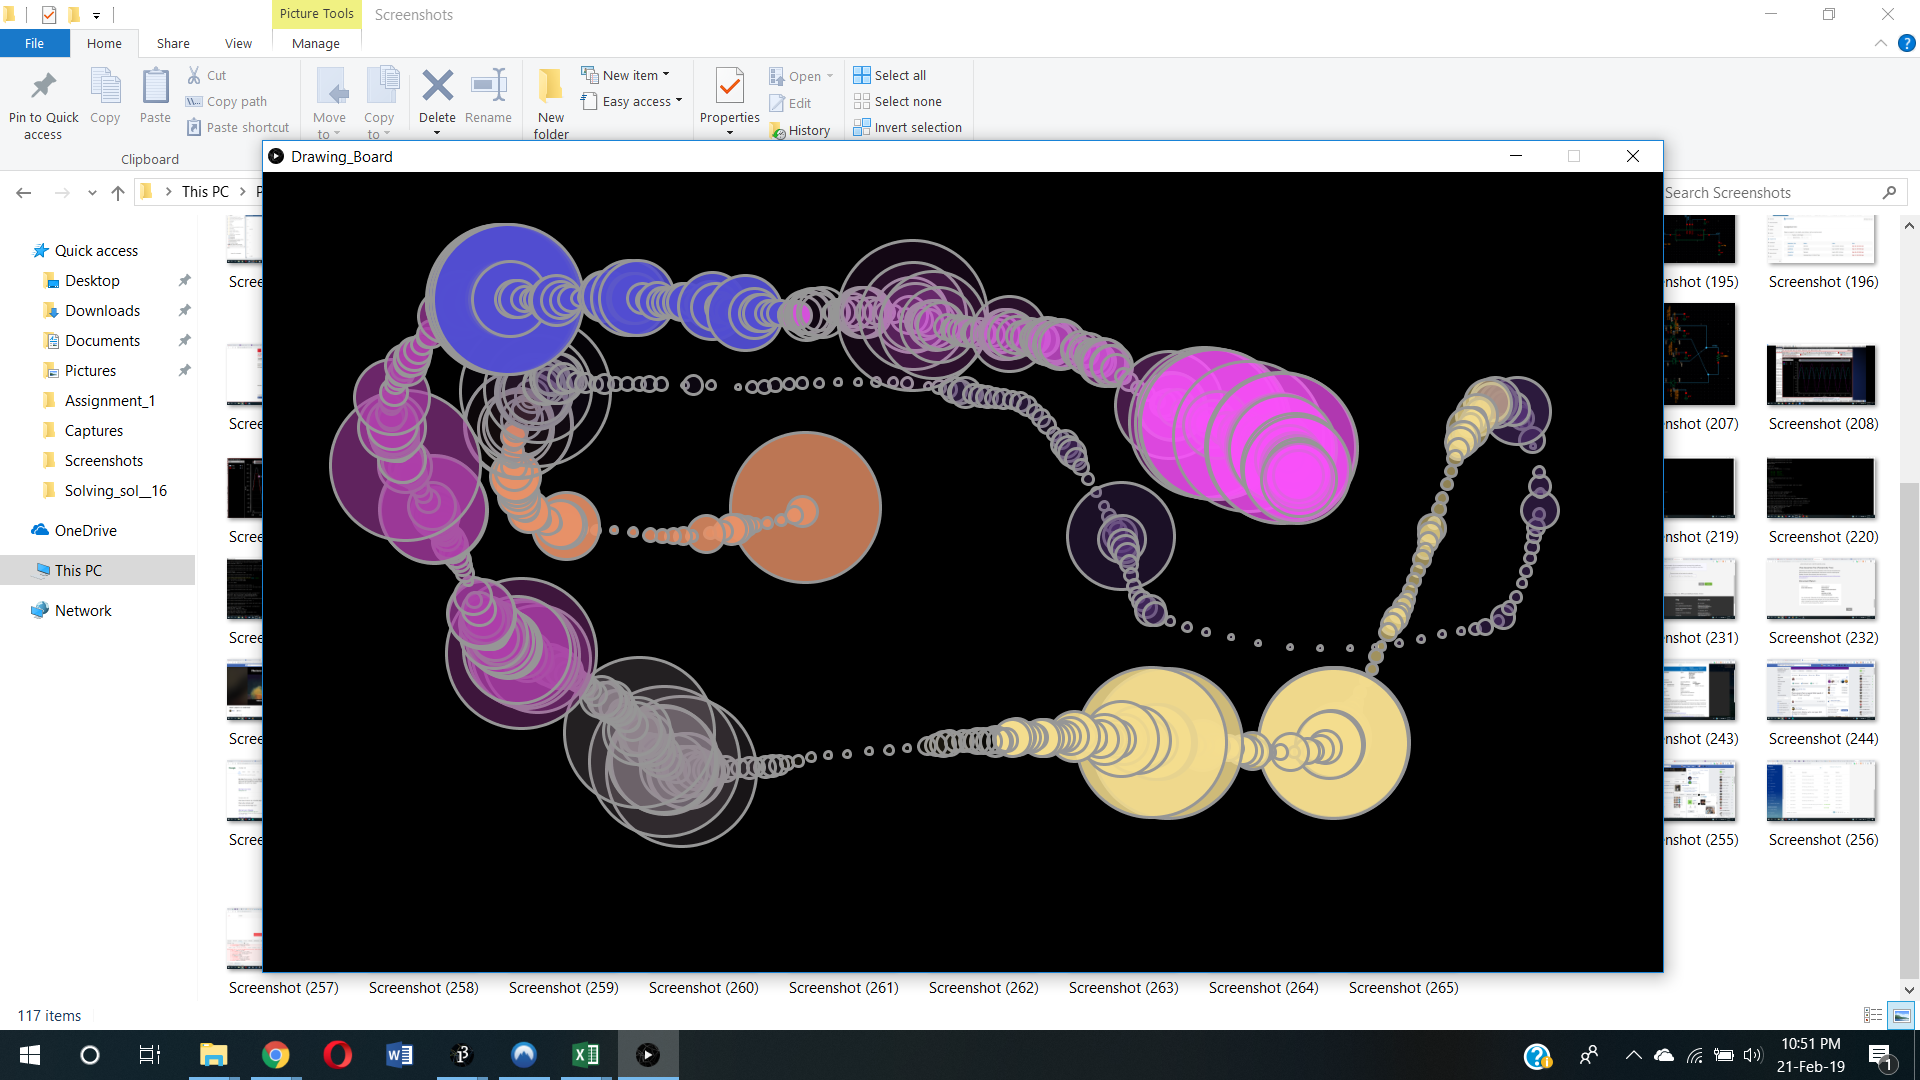 Picture Tools
Screenshots
File
Home
Share
View
Manage
Pin to Quick access
Copy
Paste
Cut
Copy path
Paste shortcut
Clipboard
Move to
Copy to
Delete
Rename
New folder
New item
Easy access
Properties
Open
Edit
History
Select all
Select none
Invert selection
Drawing_Board
This PC
P
Search Screenshots
Quick access
Desktop
Downloads
Documents
Pictures
Assignment_1
Captures
Screenshots
Solving_sol__16
OneDrive
This PC
Network
Scree
nshot (195)
Screenshot (196)
Scree
nshot (207)
Screenshot (208)
Scree
nshot (219)
Screenshot (220)
Scree
nshot (231)
Screenshot (232)
Scree
nshot (243)
Screenshot (244)
Scree
nshot (255)
Screenshot (256)
Screenshot (257)
Screenshot (258)
Screenshot (259)
Screenshot (260)
Screenshot (261)
Screenshot (262)
Screenshot (263)
Screenshot (264)
Screenshot (265)
117 items
10:51 PM
21-Feb-19
1